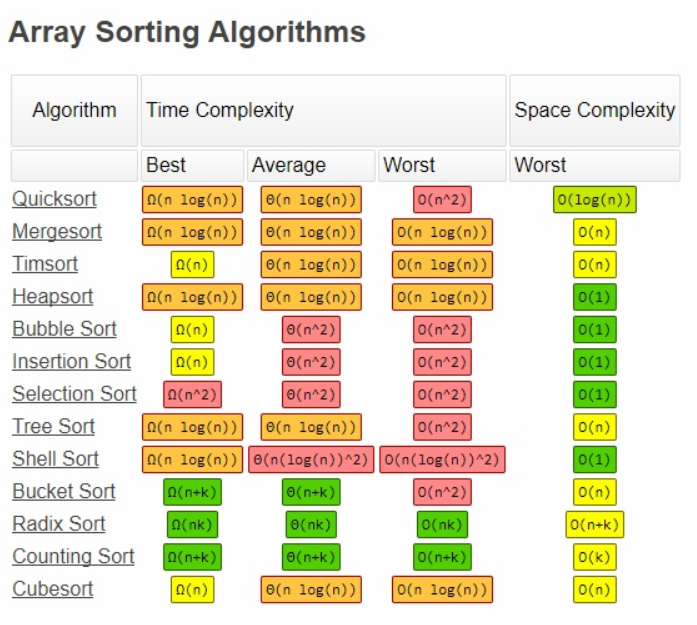 Array Sorting Algorithms
Algorithm Time Complexity Space Complexity
Best Average Worst Worst
Quicksort Ω(n log(n)) Θ(n log(n)) O(n^2) O(log(n))
Mergesort Ω(n log(n)) Θ(n log(n)) O(n log(n)) O(n)
Timsort Ω(n) Θ(n log(n)) O(n log(n)) O(n)
Heapsort Ω(n log(n)) Θ(n log(n)) O(n log(n)) O(1)
Bubble Sort Ω(n) Θ(n^2) O(n^2) O(1)
Insertion Sort Ω(n) Θ(n^2) O(n^2) O(1)
Selection Sort Ω(n^2) Θ(n^2) O(n^2) O(1)
Tree Sort Ω(n log(n)) Θ(n log(n)) O(n^2) O(n)
Shell Sort Ω(n log(n)) Θ(n(log(n))^2) O(n(log(n))^2) O(1)
Bucket Sort Ω(n+k) Θ(n+k) O(n^2) O(n)
Radix Sort Ω(nk) Θ(nk) O(nk) O(n+k)
Counting Sort Ω(n+k) Θ(n+k) O(n+k) O(k)
Cubesort Ω(n) Θ(n log(n)) O(n log(n)) O(n)